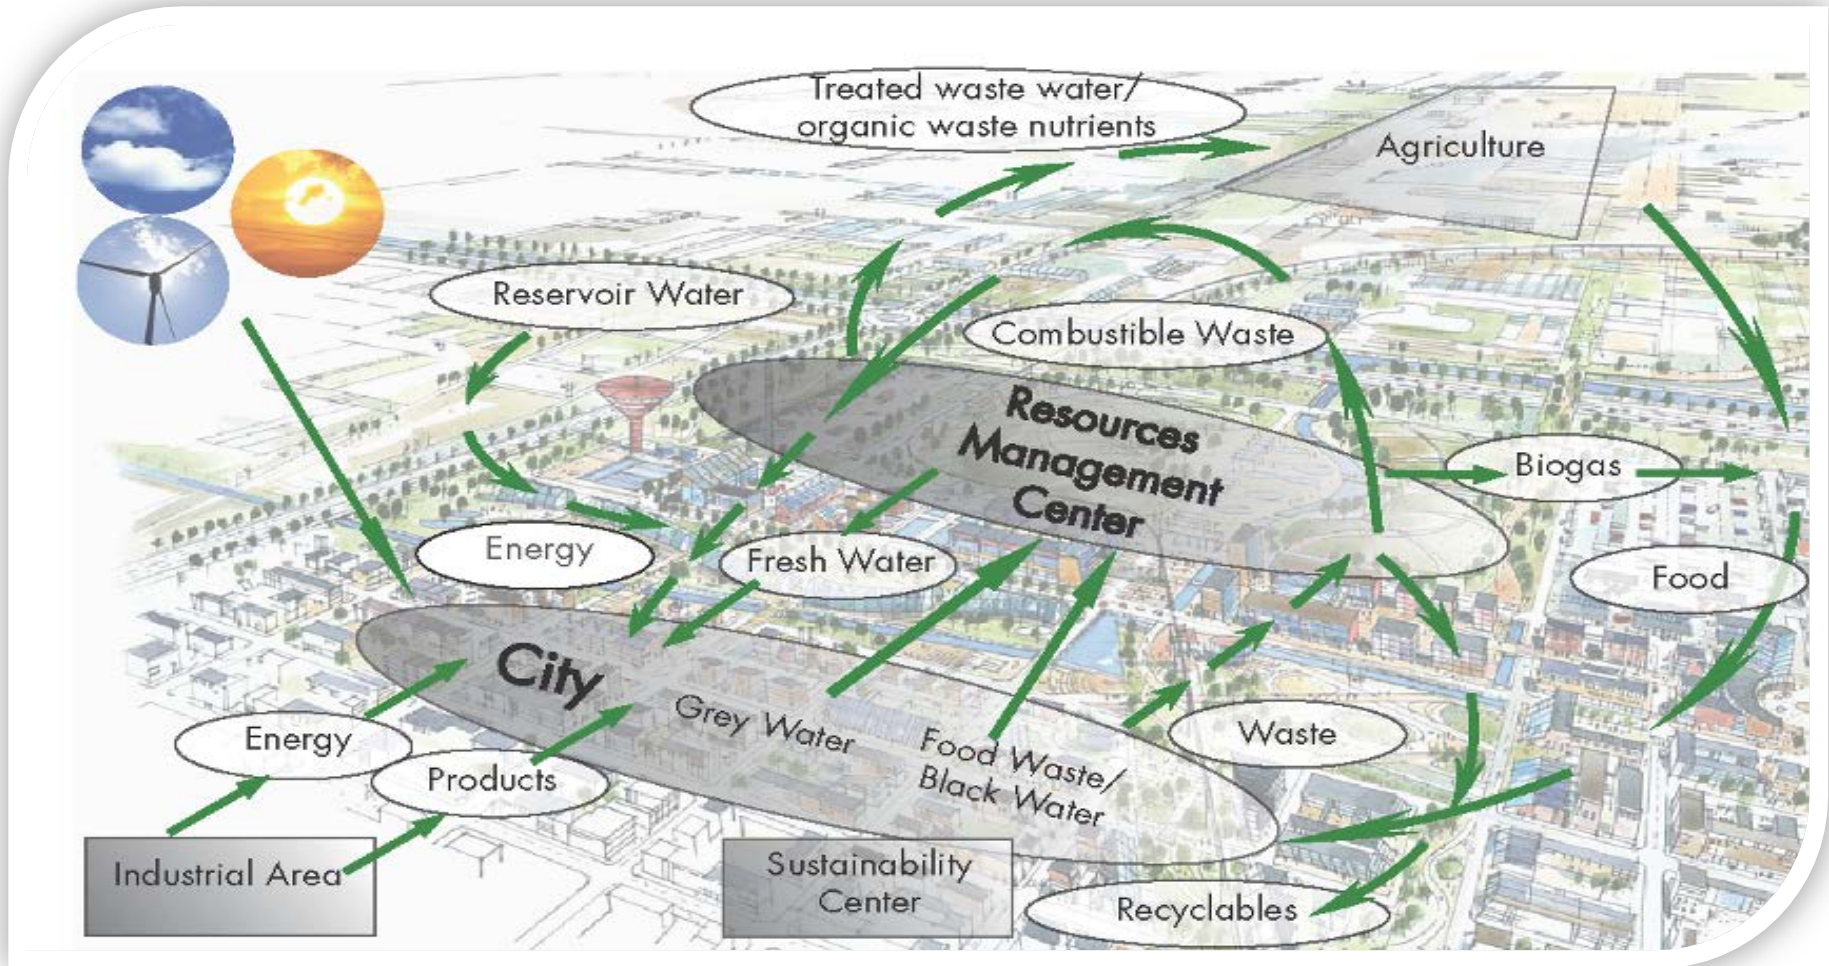 Treated waste water/
organic waste nutrients
Agriculture
Reservoir Water
Combustible Waste
Resources
Management
Center
Biogas
Energy
Fresh Water
Food
City
Grey Water
Food Waste/
Black Water
Waste
Energy
Products
Industrial Area
Sustainability
Center
Recyclables